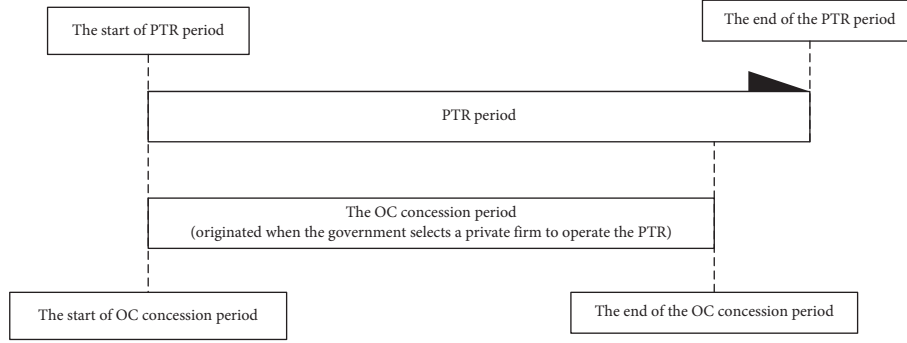 The start of PTR period
The end of the PTR period
PTR period
The OC concession period
(originated when the government selects a private firm to operate the PTR)
The start of OC concession period
The end of the OC concession period